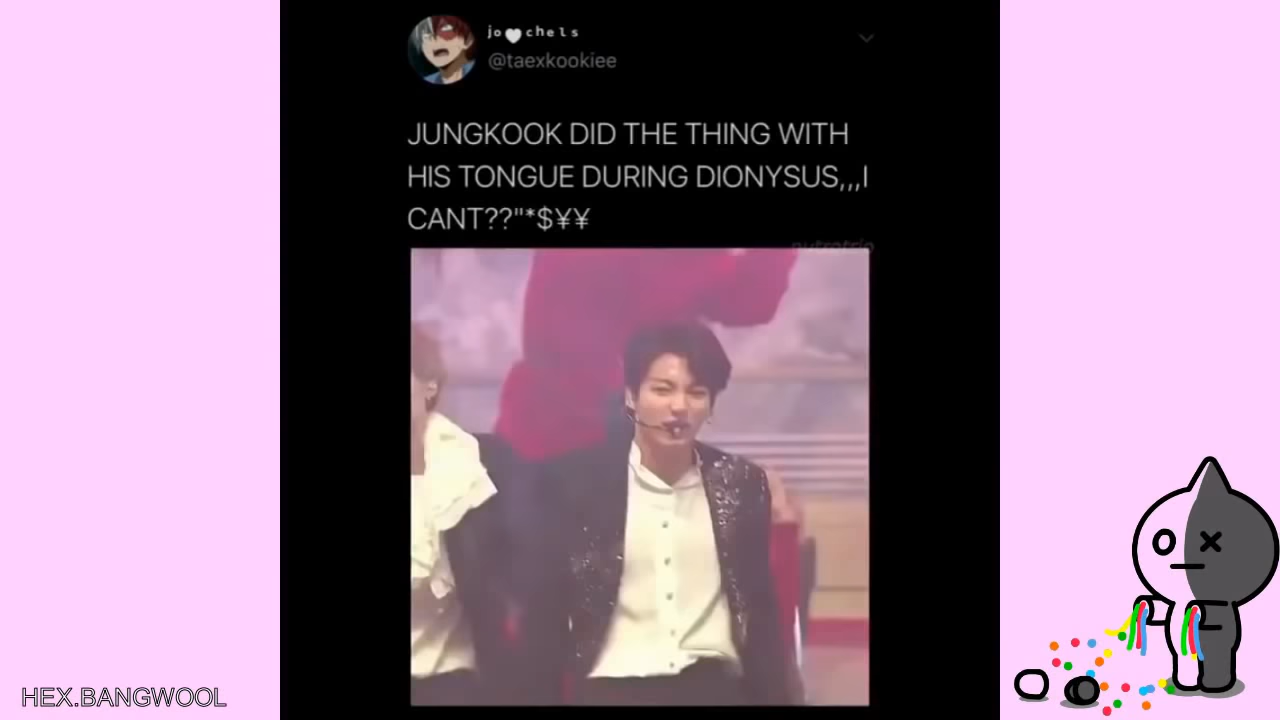 jo🤍chels
@taexkookiee
JUNGKOOK DID THE THING WITH
HIS TONGUE DURING DIONYSUS,,,I
CANT??"*$¥¥
HEX.BANGWOOL